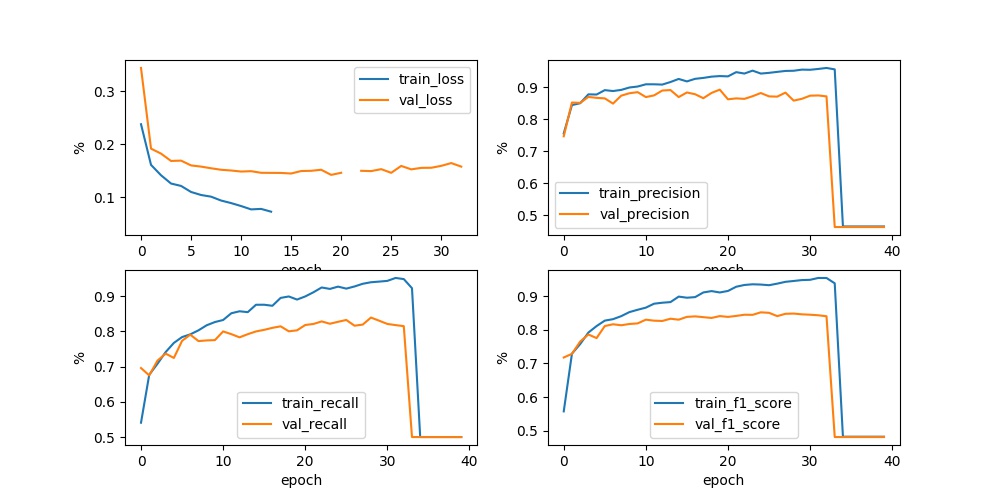 train_loss
val_loss
%
0.3
0.2
0.1
0 5 10 15 20 25 30
epoch
train_precision
val_precision
%
0.9
0.8
0.7
0.6
0.5
0 10 20 30 40
epoch
train_recall
val_recall
%
0.9
0.8
0.7
0.6
0.5
0 10 20 30 40
epoch
train_f1_score
val_f1_score
%
0.9
0.8
0.7
0.6
0.5
0 10 20 30 40
epoch